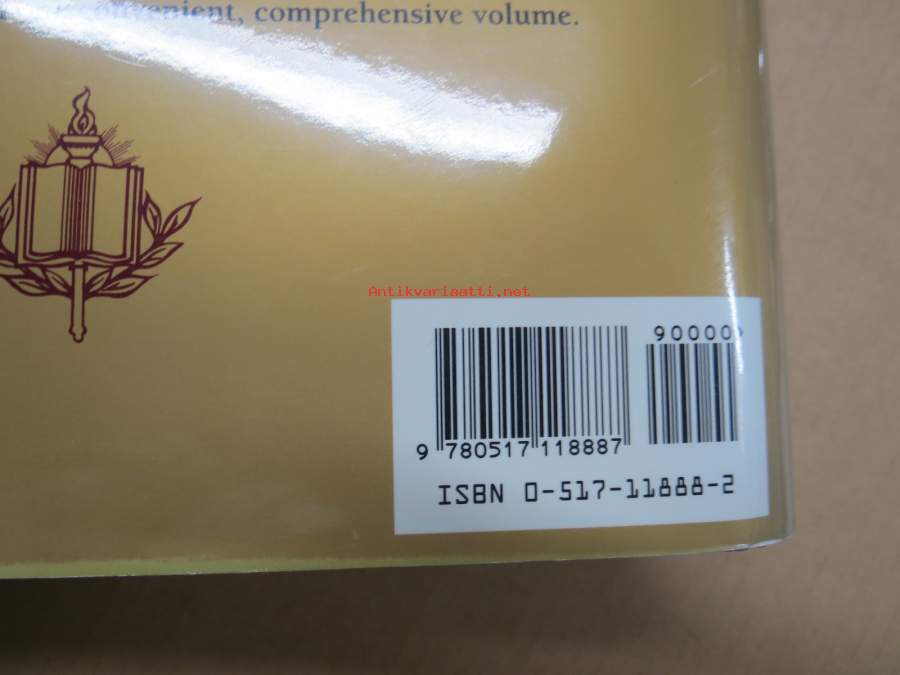 convenient, comprehensive volume.
Antikvariaatti.net
90000
9 780517 118887
ISBN 0-517-11888-2